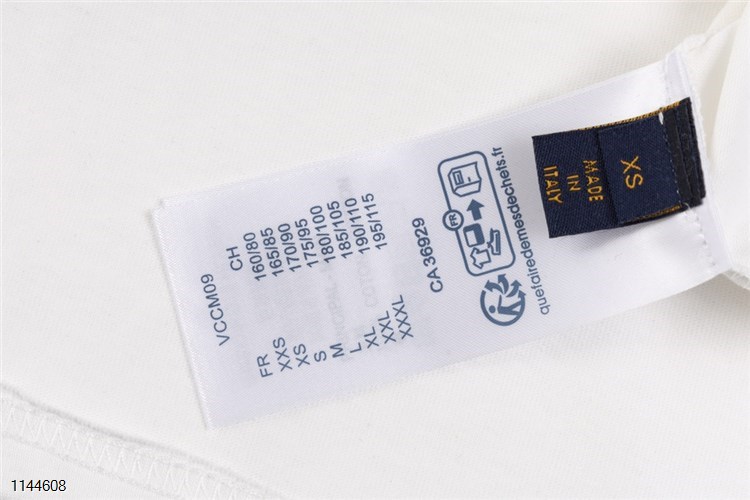 VCCM09
FR CH
XXS 160/80
XS 165/85
S 170/90
M 175/95
L 180/100
XL 185/105
XXL 190/110
XXXL 195/115
CA 36929
FR
quefairedemesdechets.fr
MADE
IN
ITALY
XS
1144608